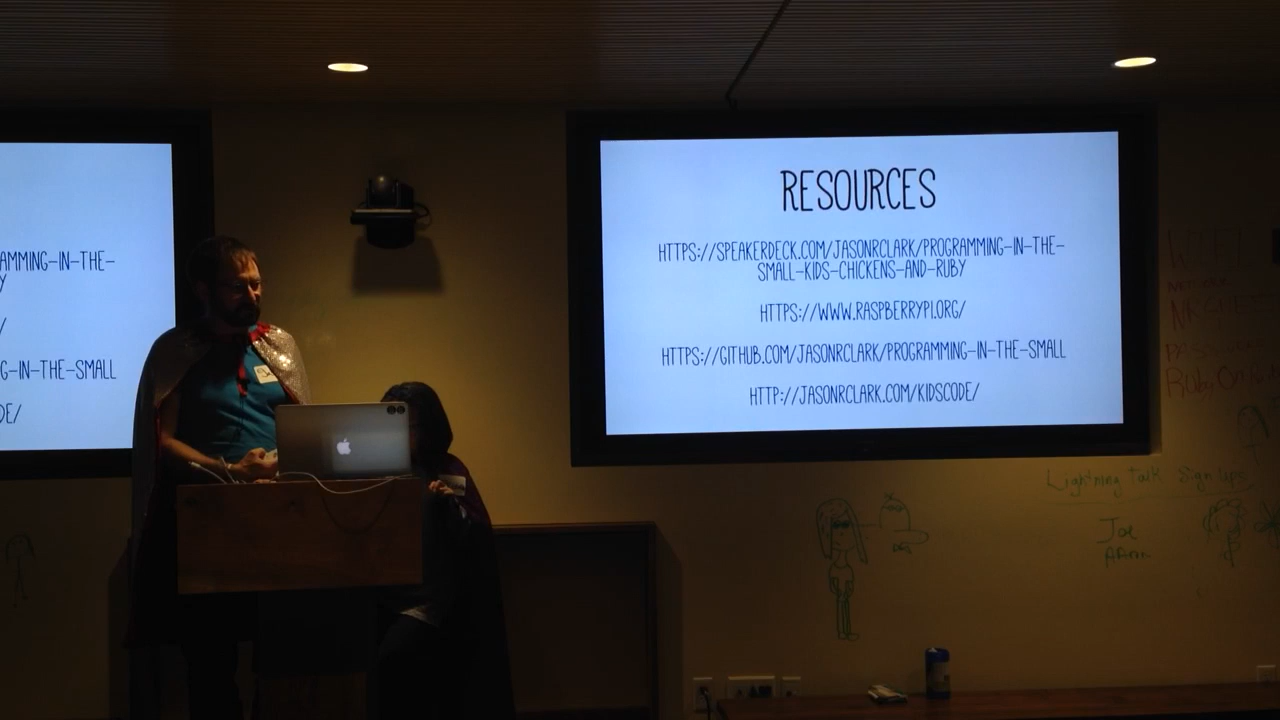 RESOURCES
HTTPS://SPEAKERDECK.COM/JASONRCLARK/PROGRAMMING-IN-THE-
SMALL-KIDS-CHICKENS-AND-RUBY
HTTPS://WWW.RASPBERRYPI.ORG/
HTTPS://GITHUB.COM/JASONRCLARK/PROGRAMMING-IN-THE-SMALL
HTTP://JASONRCLARK.COM/KIDSCODE/
AMMING-IN-THE-
Y
/
G-IN-THE-SMALL
DE/
Lightning Talk Sign Ups
Joe
AAron